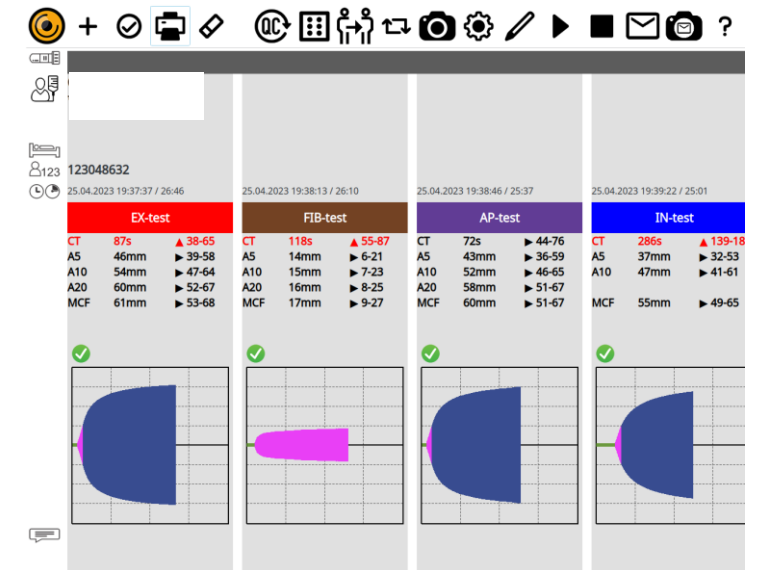 QC
?
123
123048632
25.04.2023 19:37:37 / 26:46
EX-test
CT 87s ▲ 38-65
A5 46mm ▶ 39-58
A10 54mm ▶ 47-64
A20 60mm ▶ 52-67
MCF 61mm ▶ 53-68
25.04.2023 19:38:13 / 26:10
FIB-test
CT 118s ▲ 55-87
A5 14mm ▶ 6-21
A10 15mm ▶ 7-23
A20 16mm ▶ 8-25
MCF 17mm ▶ 9-27
25.04.2023 19:38:46 / 25:37
AP-test
CT 72s ▶ 44-76
A5 43mm ▶ 36-59
A10 52mm ▶ 46-65
A20 58mm ▶ 51-67
MCF 60mm ▶ 51-67
25.04.2023 19:39:22 / 25:01
IN-test
CT 286s ▲ 139-18
A5 37mm ▶ 32-53
A10 47mm ▶ 41-61
MCF 55mm ▶ 49-65